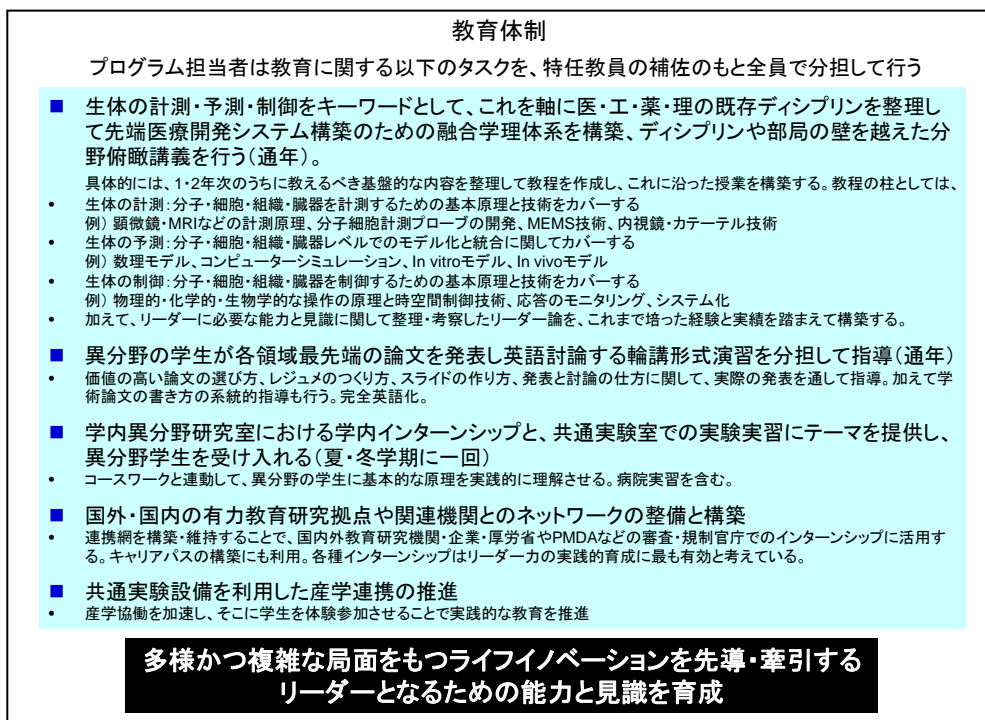 教育体制
プログラム担当者は教育に関する以下のタスクを、特任教員の補佐のもと全員で分担して行う
■ 生体の計測・予測・制御をキーワードとして、これを軸に医・工・薬・理の既存ディシプリンを整理し
て先端医療開発システム構築のための融合学理体系を構築、ディシプリンや部局の壁を越えた分
野俯瞰講義を行う(通年)。
具体的には、1・2年次のうちに教えるべき基盤的な内容を整理して教程を作成し、これに沿った授業を構築する。教程の柱としては、
• 生体の計測:分子・細胞・組織・臓器を計測するための基本原理と技術をカバーする
例) 顕微鏡・MRIなどの計測原理、分子細胞計測プローブの開発、MEMS技術、内視鏡・カテーテル技術
• 生体の予測:分子・細胞・組織・臓器レベルでのモデル化と統合に関してカバーする
例) 数理モデル、コンピューターシミュレーション、In vitroモデル、In vivoモデル
• 生体の制御:分子・細胞・組織・臓器を制御するための基本原理と技術をカバーする
例) 物理的・化学的・生物学的な操作の原理と時空間制御技術、応答のモニタリング、システム化
• 加えて、リーダーに必要な能力と見識に関して整理・考察したリーダー論を、これまで培った経験と実績を踏まえて構築する。
■ 異分野の学生が各領域最先端の論文を発表し英語討論する輪講形式演習を分担して指導(通年)
• 価値の高い論文の選び方、レジュメのつくり方、スライドの作り方、発表と討論の仕方に関して、実際の発表を通して指導。加えて学
術論文の書き方の系統的指導も行う。完全英語化。
■ 学内異分野研究室における学内インターンシップと、共通実験室での実験実習にテーマを提供し、
異分野学生を受け入れる(夏・冬学期に一回)
• コースワークと連動して、異分野の学生に基本的な原理を実践的に理解させる。病院実習を含む。
■ 国外・国内の有力教育研究拠点や関連機関とのネットワークの整備と構築
• 連携網を構築・維持することで、国内外教育研究機関・企業・厚労省やPMDAなどの審査・規制官庁でのインターンシップに活用す
る。キャリアパスの構築にも利用。各種インターンシップはリーダー力の実践的育成に最も有効と考えている。
■ 共通実験設備を利用した産学連携の推進
• 産学協働を加速し、そこに学生を体験参加させることで実践的な教育を推進
多様かつ複雑な局面をもつライフイノベーションを先導・牽引する
リーダーとなるための能力と見識を育成